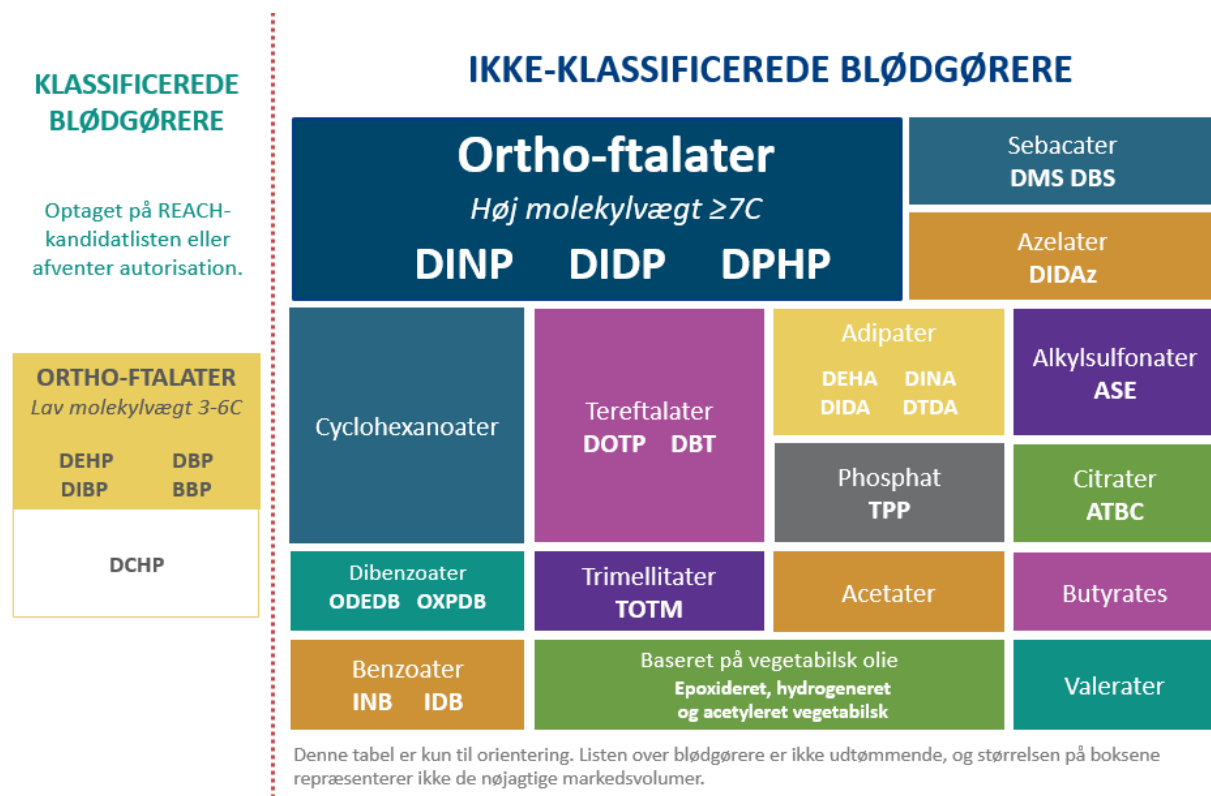 KLASSIFICEREDE
BLØDGØRERE
Optaget på REACH-
kandidatlisten eller
afventer autorisation.
ORTHO-FTALATER
Lav molekylvægt 3-6C
DEHP DBP
DIBP BBP
DCHP
IKKE-KLASSIFICEREDE BLØDGØRERE
Ortho-ftalater
Høj molekylvægt ≥7C
DINP DIDP DPHP
Sebacater
DMS DBS
Azelater
DIDAz
Cyclohexanoater
Tereftalater
DOTP DBT
Adipater
DEHA DINA
DIDA DTDA
Alkylsulfonater
ASE
Phosphat
TPP
Citrater
ATBC
Dibenzoater
ODEDB OXPDB
Trimellitater
TOTM
Acetater
Butyrates
Benzoater
INB IDB
Baseret på vegetabilsk olie
Epoxideret, hydrogeneret
og acetyleret vegetabilsk
Valerater
Denne tabel er kun til orientering. Listen over blødgørere er ikke udtømmende, og størrelsen på boksene
repræsenterer ikke de nøjagtige markedsvolumer.